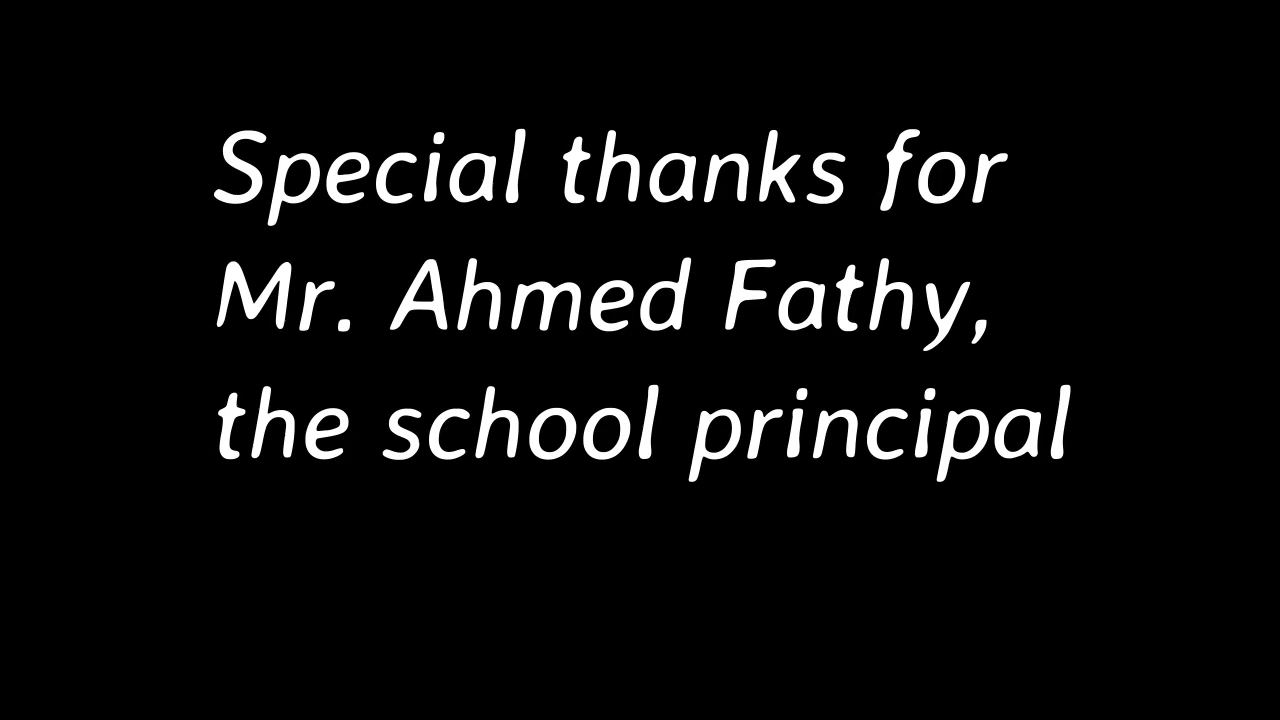 Special thanks for
Mr. Ahmed Fathy,
the school principal